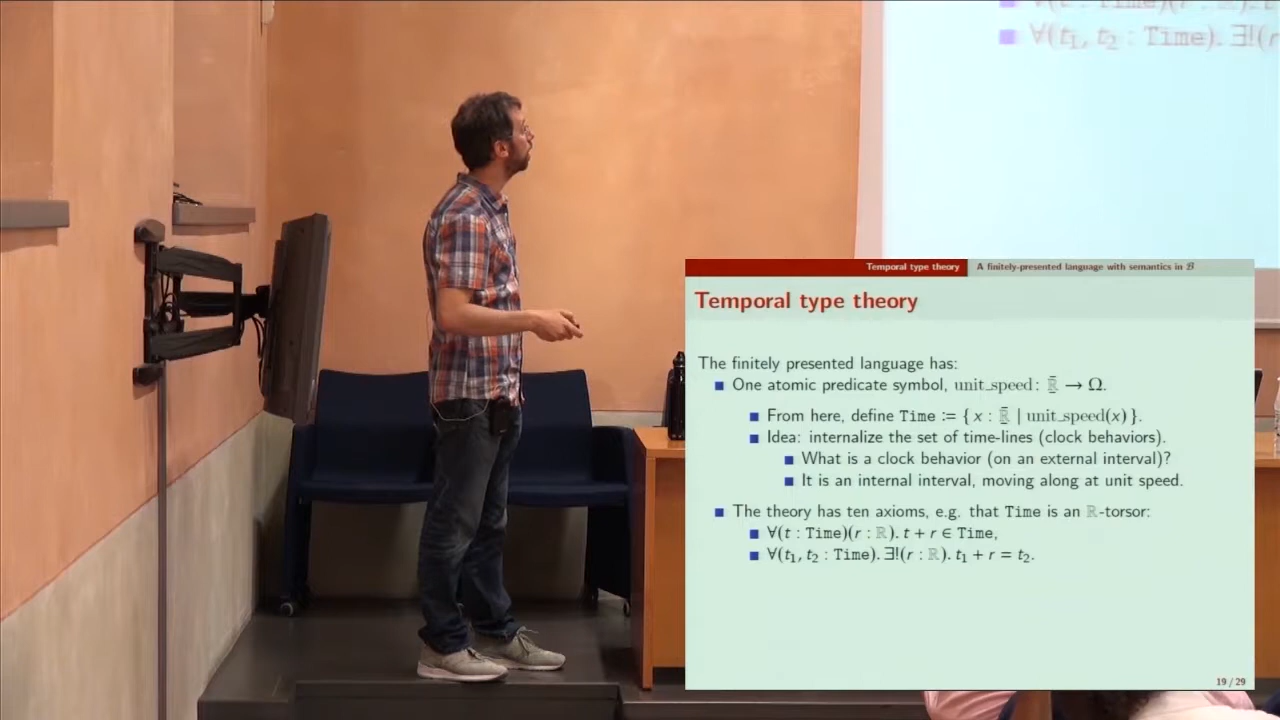 ∀(t : Time)(r : ℝ). t
∀(t₁, t₂ : Time). ∃!(r
Temporal type theory
A finitely-presented language with semantics in ℬ
Temporal type theory
The finitely presented language has:
One atomic predicate symbol, unit_speed: ℝ̲̄ → Ω.
From here, define Time := { x : ℝ̲̄ | unit_speed(x) }.
Idea: internalize the set of time-lines (clock behaviors).
What is a clock behavior (on an external interval)?
It is an internal interval, moving along at unit speed.
The theory has ten axioms, e.g. that Time is an ℝ-torsor:
∀(t : Time)(r : ℝ). t + r ∈ Time,
∀(t₁, t₂ : Time). ∃!(r : ℝ). t₁ + r = t₂.
19 / 29